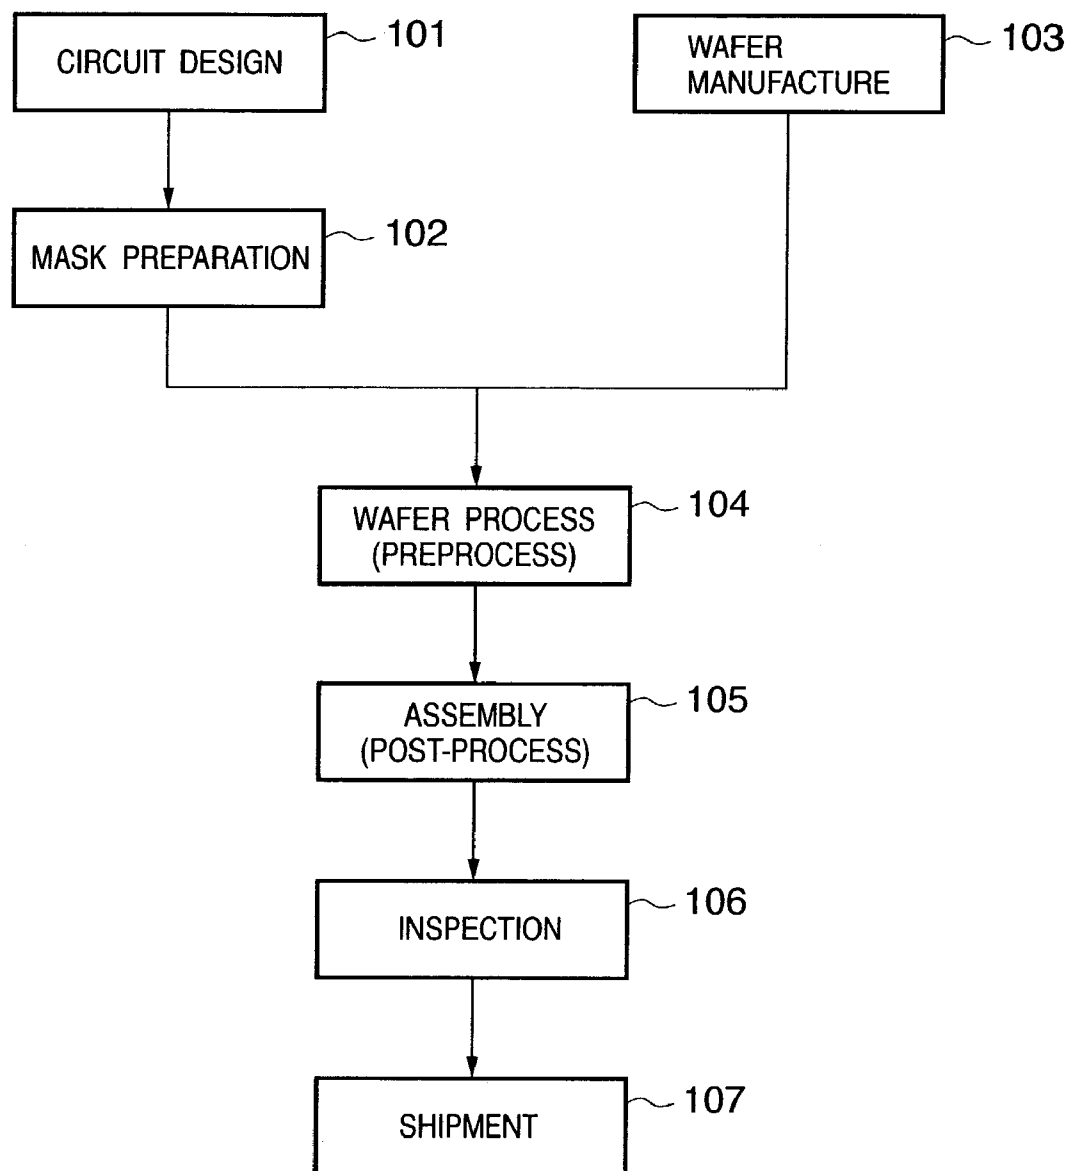 CIRCUIT DESIGN
101
WAFER
MANUFACTURE
103
MASK PREPARATION
102
WAFER PROCESS
(PREPROCESS)
104
ASSEMBLY
(POST-PROCESS)
105
INSPECTION
106
SHIPMENT
107